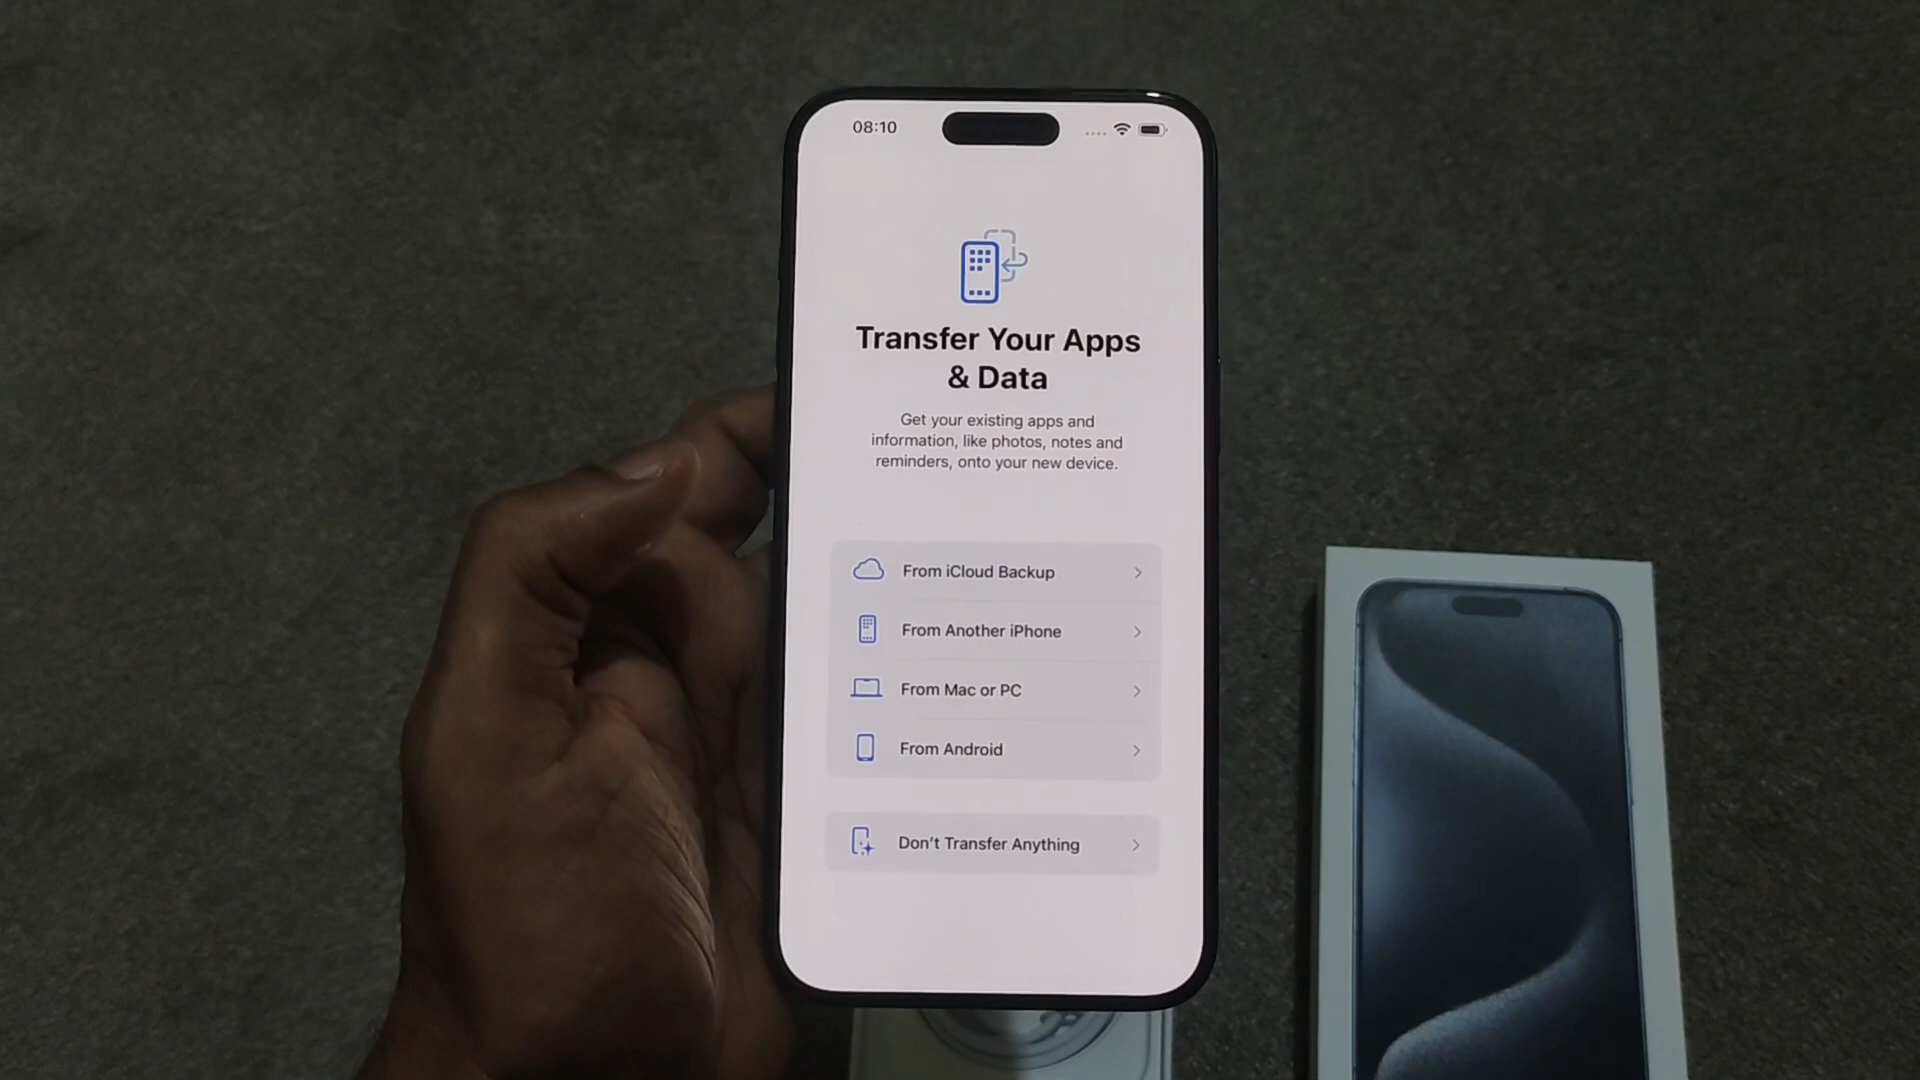 08:10
Transfer Your Apps
& Data
Get your existing apps and
information, like photos, notes and
reminders, onto your new device.
From iCloud Backup
From Another iPhone
From Mac or PC
From Android
Don't Transfer Anything